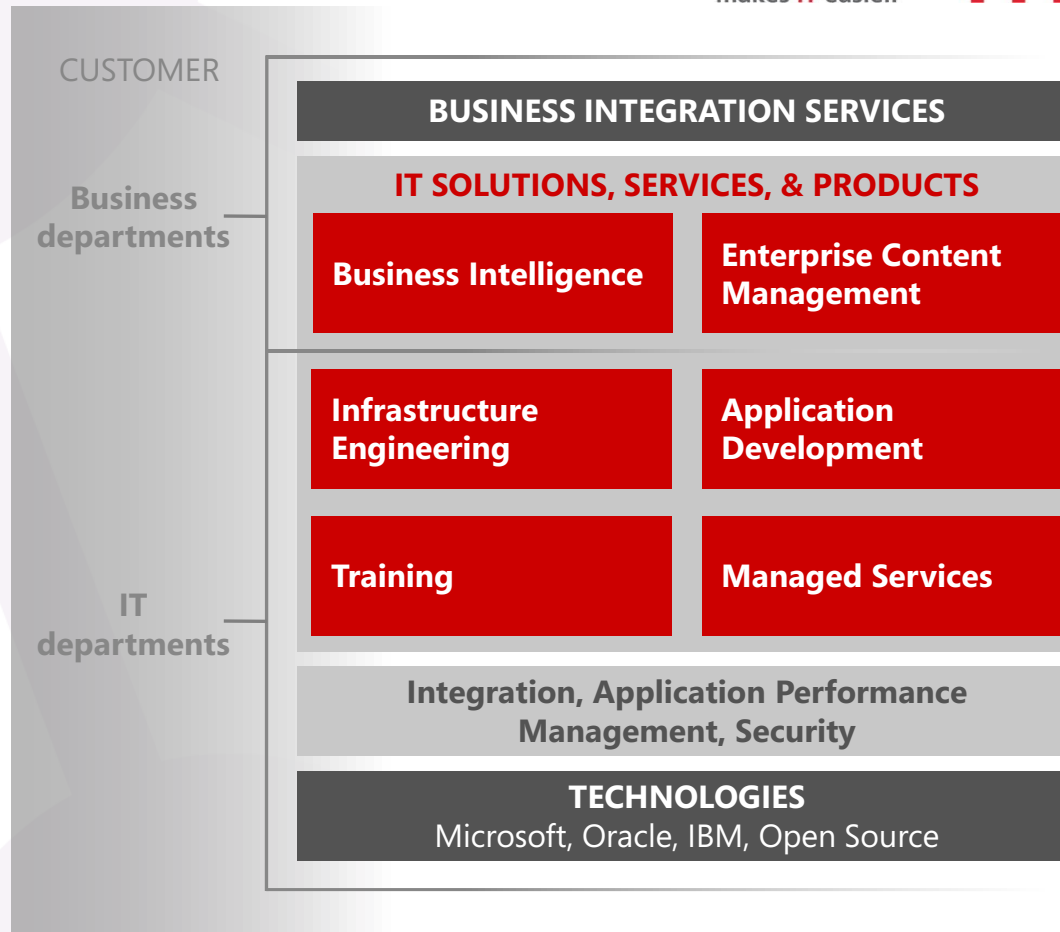 CUSTOMER
BUSINESS INTEGRATION SERVICES
Business
departments
IT SOLUTIONS, SERVICES, & PRODUCTS
Business Intelligence
Enterprise Content
Management
Infrastructure
Engineering
Application
Development
Training
Managed Services
IT
departments
Integration, Application Performance
Management, Security
TECHNOLOGIES
Microsoft, Oracle, IBM, Open Source